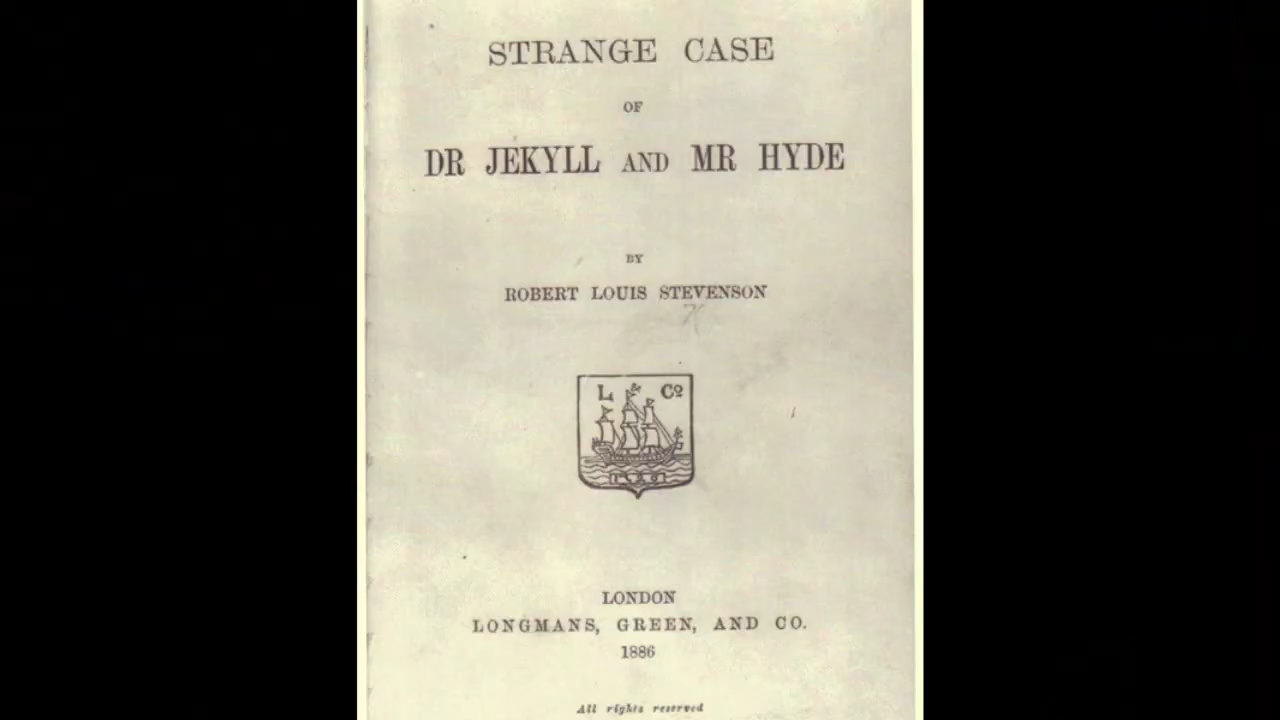 STRANGE CASE
OF
DR JEKYLL AND MR HYDE
BY
ROBERT LOUIS STEVENSON
L Co
LONDON
LONGMANS, GREEN, AND CO.
1886
All rights reserved